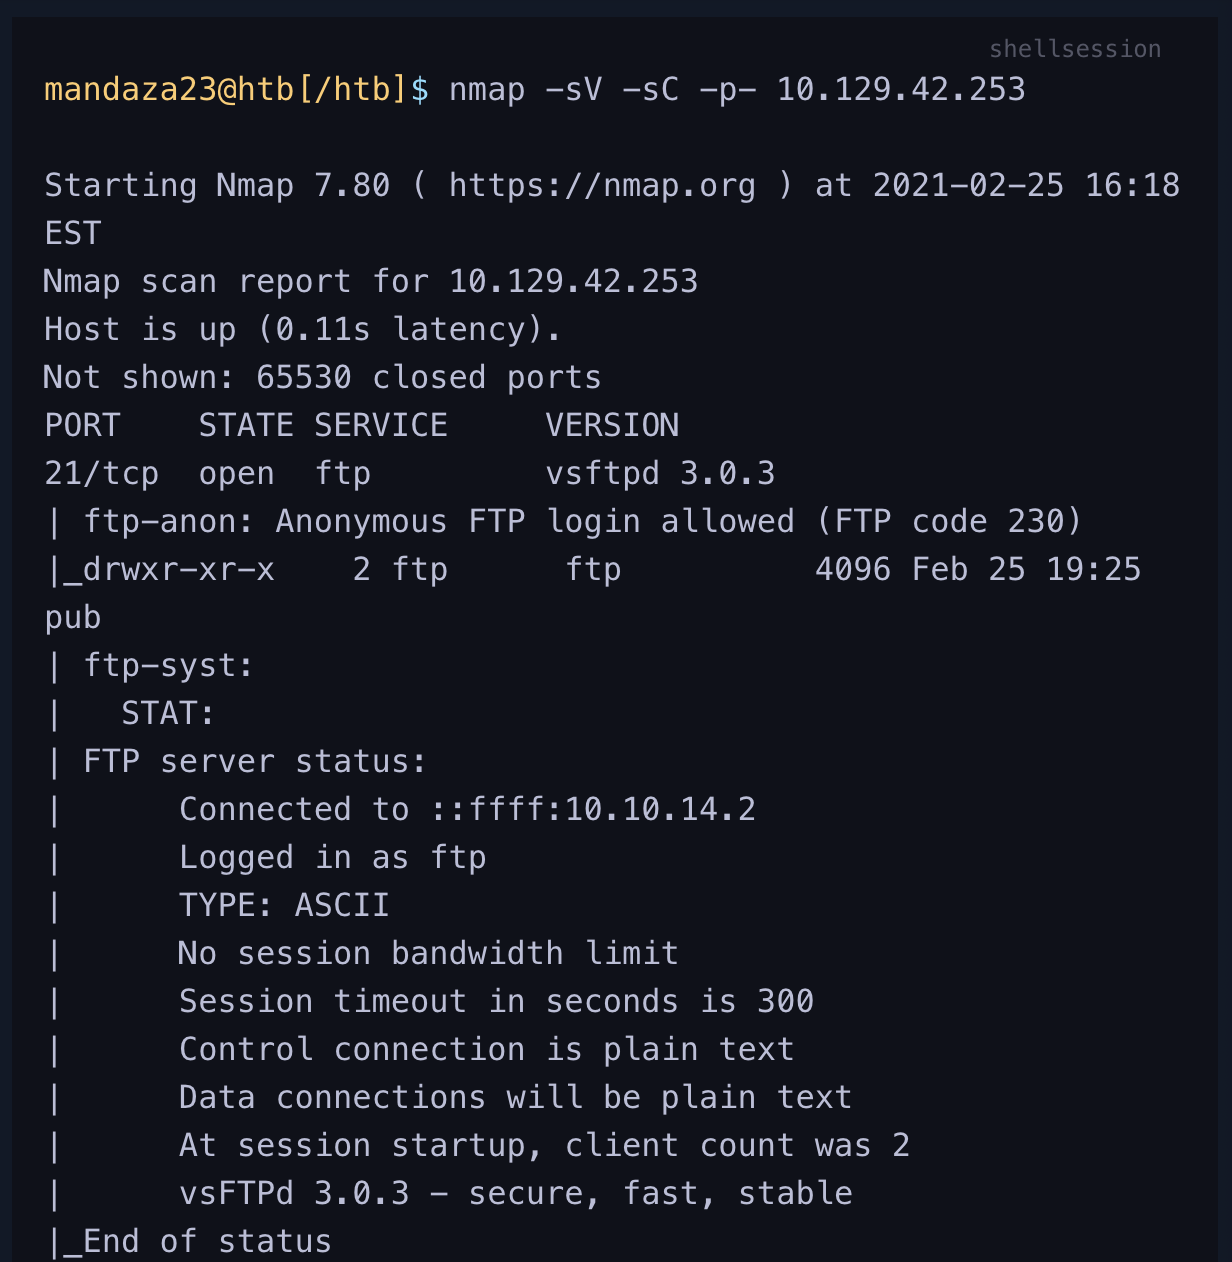 shellsession
mandaza23@htb[/htb]$ nmap -sV -sC -p- 10.129.42.253
Starting Nmap 7.80 ( https://nmap.org ) at 2021-02-25 16:18
EST
Nmap scan report for 10.129.42.253
Host is up (0.11s latency).
Not shown: 65530 closed ports
PORT    STATE SERVICE     VERSION
21/tcp  open  ftp         vsftpd 3.0.3
| ftp-anon: Anonymous FTP login allowed (FTP code 230)
|_drwxr-xr-x    2 ftp      ftp          4096 Feb 25 19:25
pub
| ftp-syst:
|   STAT:
| FTP server status:
|      Connected to ::ffff:10.10.14.2
|      Logged in as ftp
|      TYPE: ASCII
|      No session bandwidth limit
|      Session timeout in seconds is 300
|      Control connection is plain text
|      Data connections will be plain text
|      At session startup, client count was 2
|      vsFTPd 3.0.3 - secure, fast, stable
|_End of status